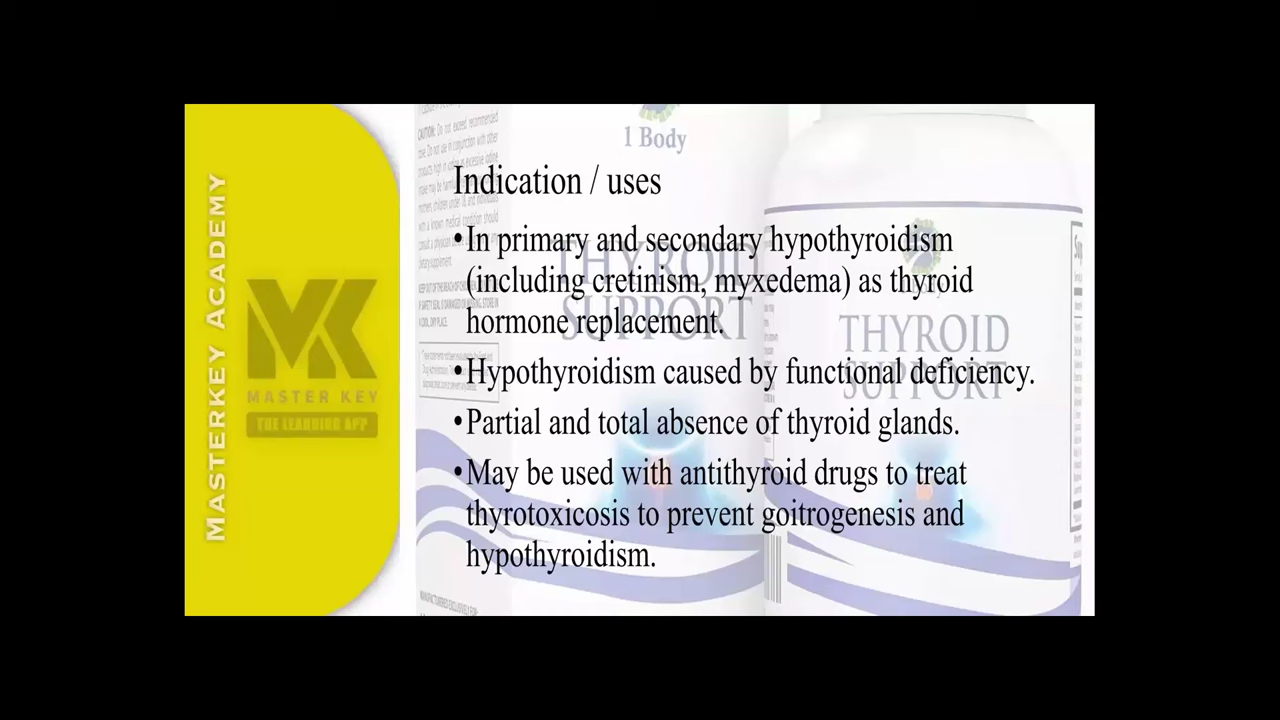 MASTERKEY ACADEMY
MASTER KEY
THE LEARNING APP
1 Body
THYROID
SUPPORT
THYROID
SUPPORT
Indication / uses
•In primary and secondary hypothyroidism
(including cretinism, myxedema) as thyroid
hormone replacement.
•Hypothyroidism caused by functional deficiency.
•Partial and total absence of thyroid glands.
•May be used with antithyroid drugs to treat
thyrotoxicosis to prevent goitrogenesis and
hypothyroidism.